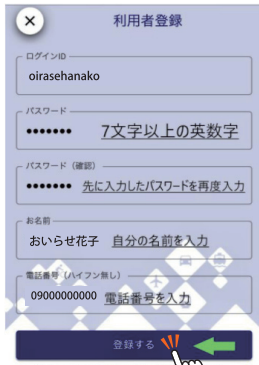 利用者登録
ログインID
oirasehanako
パスワード
••••••• 7文字以上の英数字
パスワード（確認）
••••••• 先に入力したパスワードを再度入力
お名前
おいらせ花子 自分の名前を入力
電話番号（ハイフン無し）
09000000000 電話番号を入力
登録する